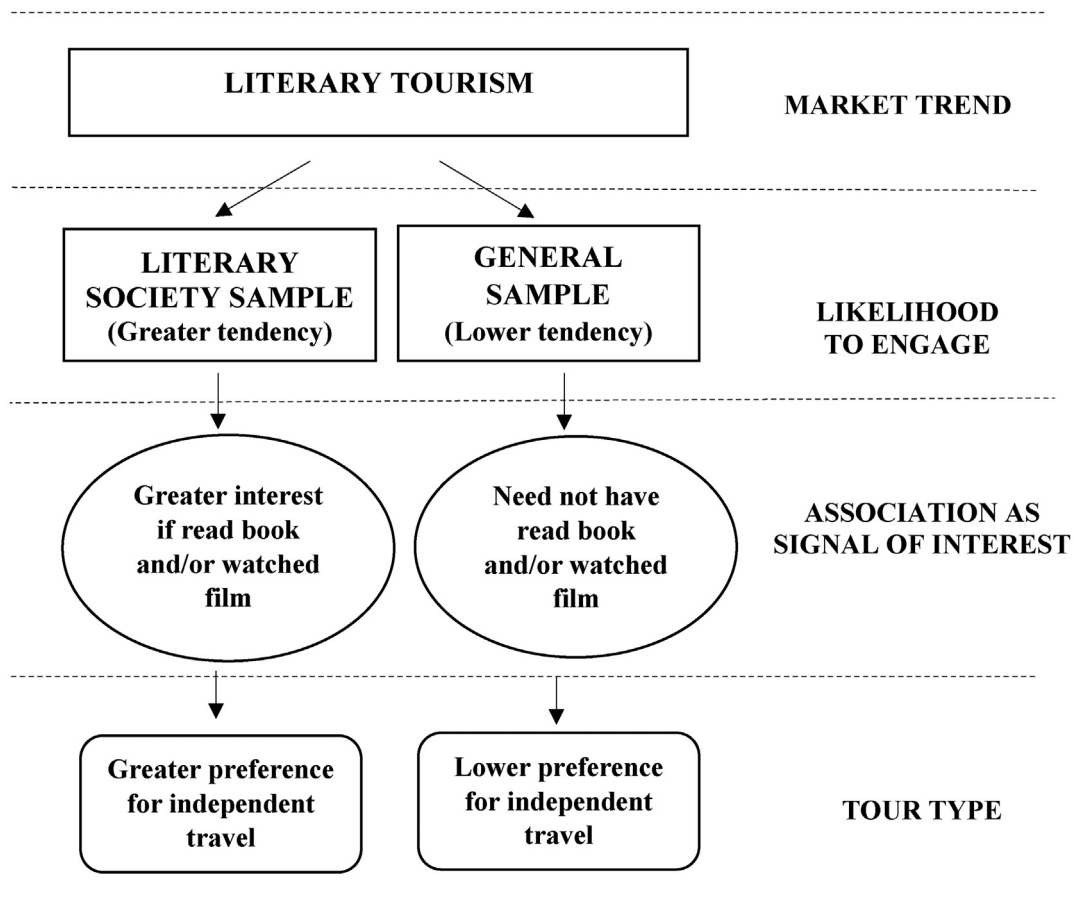 LITERARY TOURISM
MARKET TREND
LITERARY
SOCIETY SAMPLE
(Greater tendency)
GENERAL
SAMPLE
(Lower tendency)
LIKELIHOOD
TO ENGAGE
Greater interest
if read book
and/or watched
film
Need not have
read book
and/or watched
film
ASSOCIATION AS
SIGNAL OF INTEREST
Greater preference
for independent
travel
Lower preference
for independent
travel
TOUR TYPE